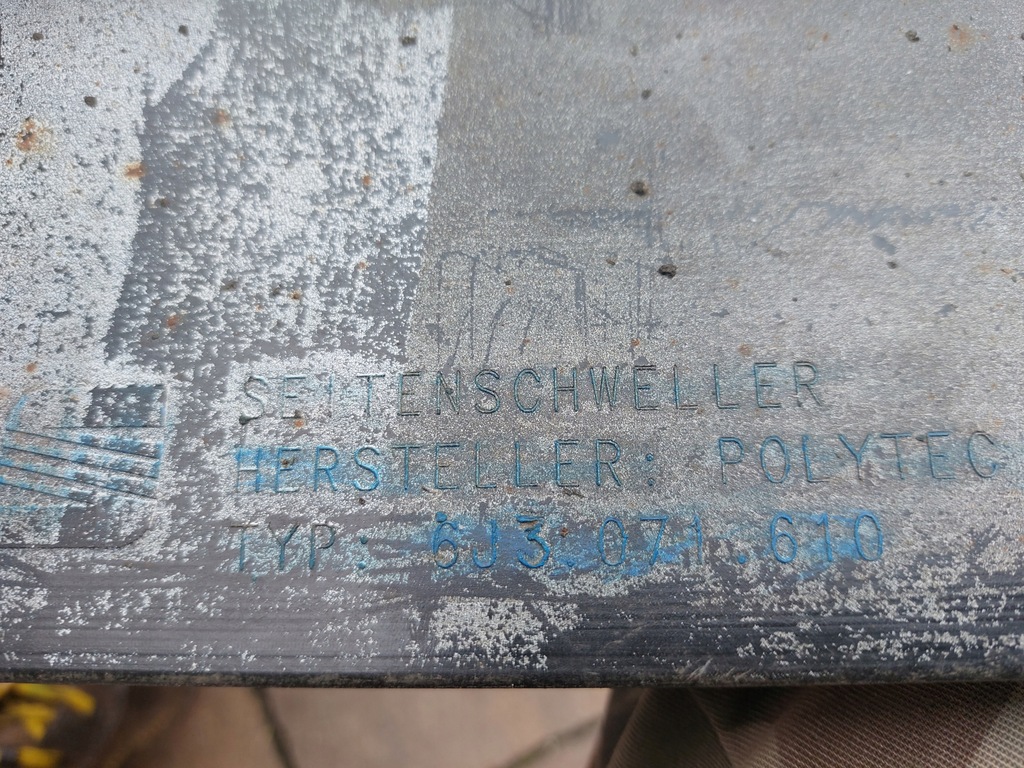 SEITENSCHWELLER
HERSTELLER: POLYTEC
TYP: 6J3.071.610